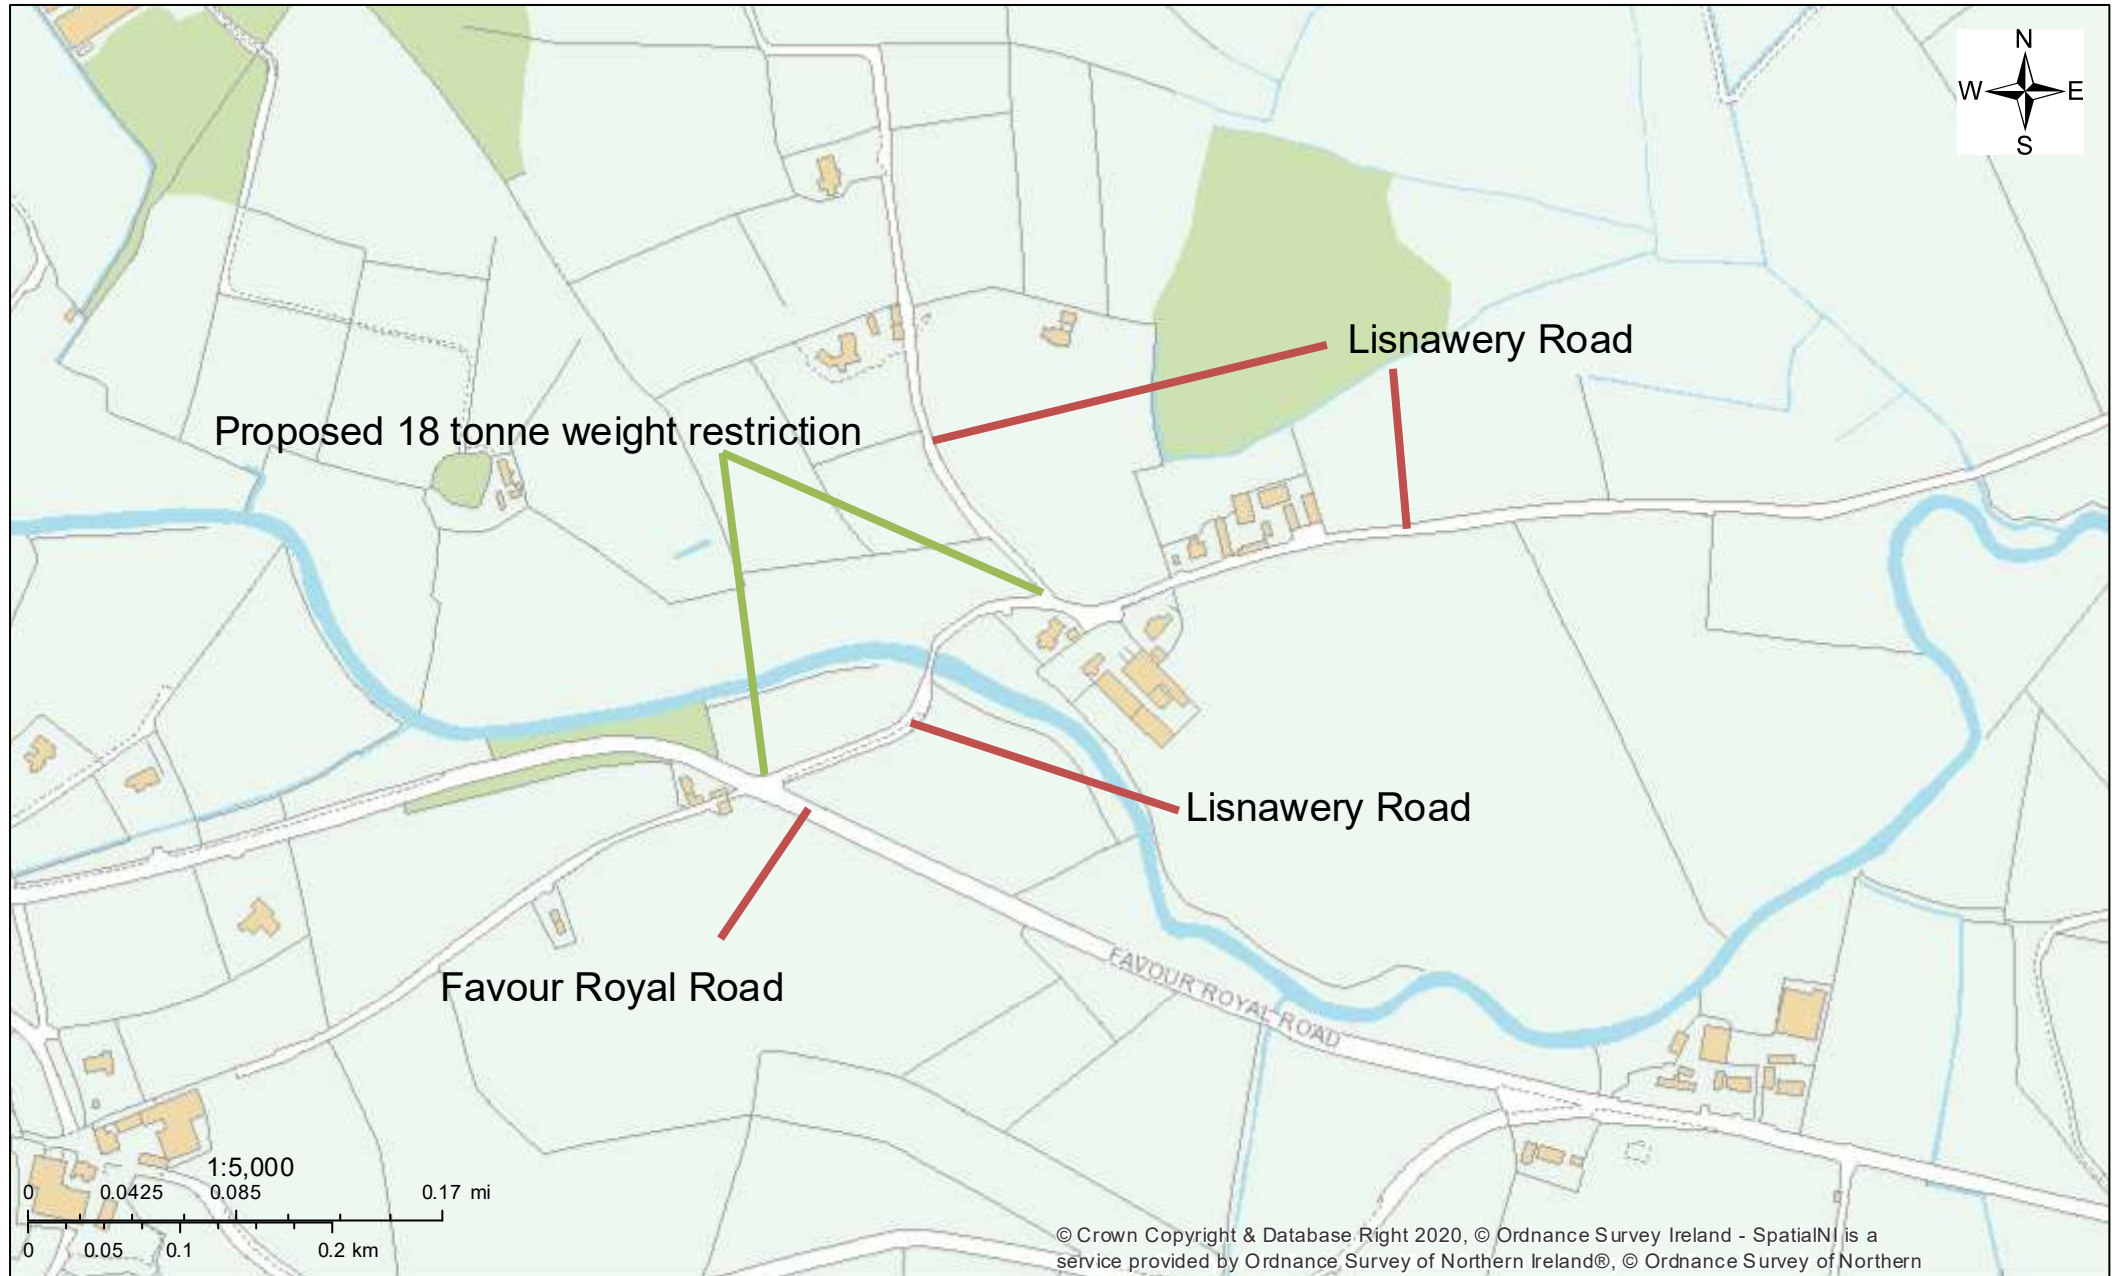 N
W E
S
Lisnawery Road
Proposed 18 tonne weight restriction
Lisnawery Road
Favour Royal Road
FAVOUR ROYAL ROAD
1:5,000
0 0.0425 0.085 0.17 mi
0 0.05 0.1 0.2 km
© Crown Copyright & Database Right 2020, © Ordnance Survey Ireland - SpatialNI is a
service provided by Ordnance Survey of Northern Ireland®, © Ordnance Survey of Northern